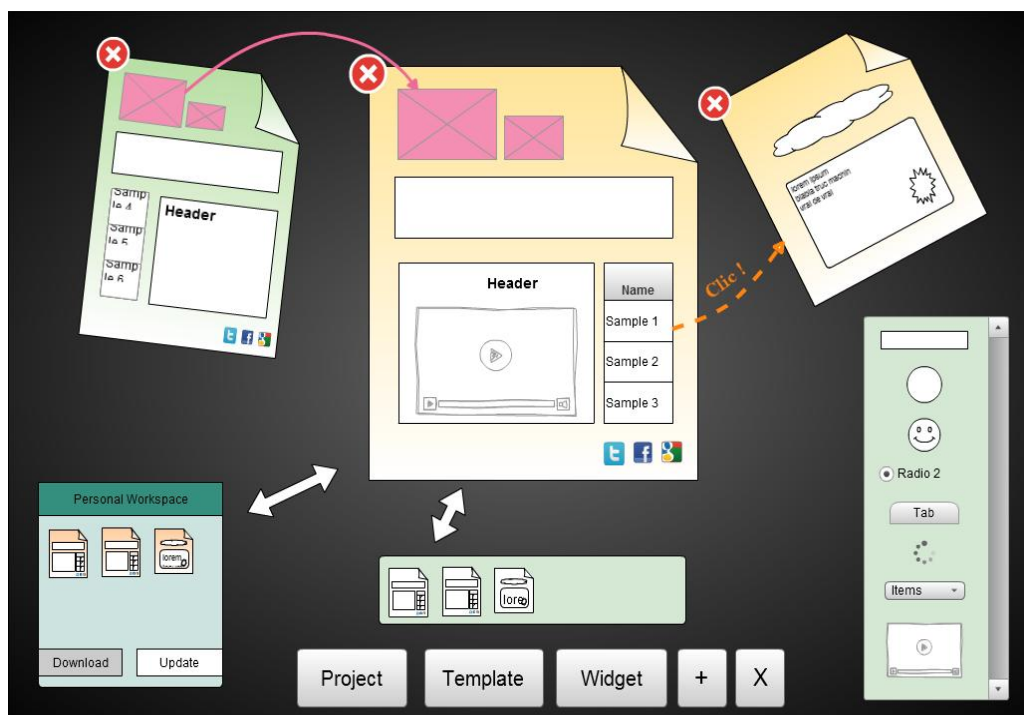 Samp
le 4
Samp
le 5
Samp
le 6
Header
Header
Name
Sample 1
Sample 2
Sample 3
Clic !
lorem ipsum
blabla truc machin
vrai de vrai
Radio 2
Tab
Items
Personal Workspace
lorem
Download
Update
lore
Project
Template
Widget
+
X